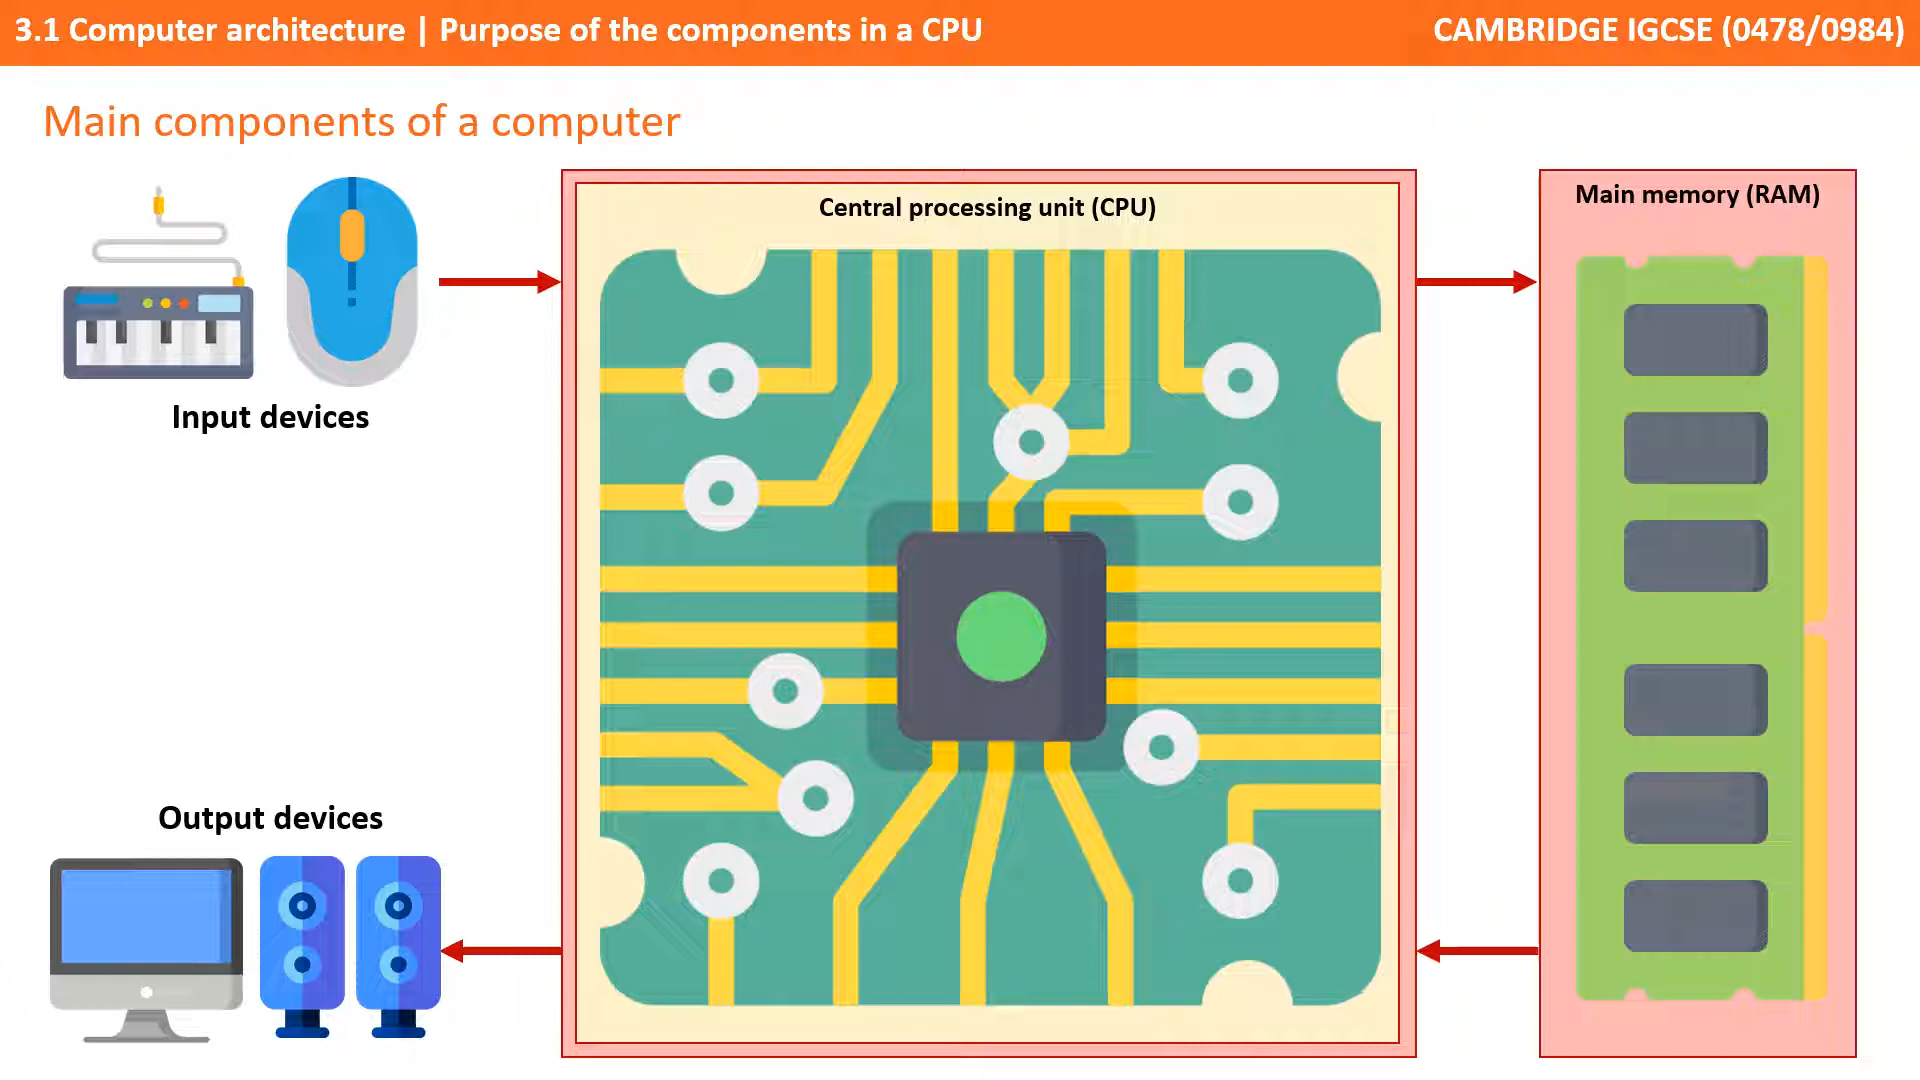 3.1 Computer architecture | Purpose of the components in a CPU
CAMBRIDGE IGCSE (0478/0984)
Main components of a computer
Central processing unit (CPU)
Main memory (RAM)
Input devices
Output devices